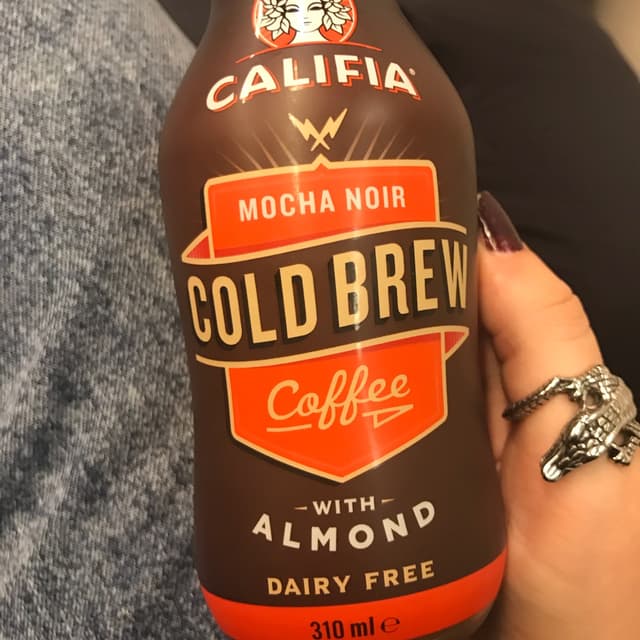 CALIFIA
MOCHA NOIR
COLD BREW
Coffee
WITH
ALMOND
DAIRY FREE
310 ml ℮